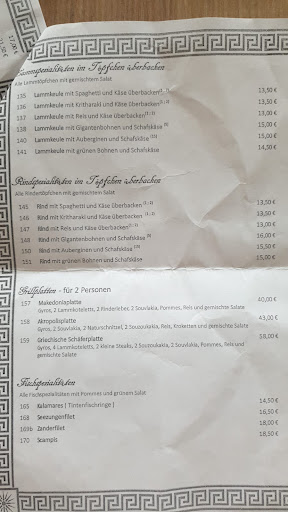 Lammspezialitäten im Töpfchen überbacken
Alle Lammtöpfchen mit gemischtem Salat
135 Lammkeule mit Spaghetti und Käse überbacken 13,50 €
136 Lammkeule mit Kritharaki und Käse überbacken 13,50 €
137 Lammkeule mit Reis und Käse überbacken 13,50 €
138 Lammkeule mit Gigantenbohnen und Schafskäse 15,00 €
140 Lammkeule mit Auberginen und Schafskäse 15,00 €
141 Lammkeule mit grünen Bohnen und Schafskäse 14,50 €
Rindspezialitäten im Töpfchen überbacken
Alle Rindertöpfchen mit gemischtem Salat
145 Rind mit Spaghetti und Käse überbacken 13,50 €
146 Rind mit Kritharaki und Käse überbacken 13,50 €
147 Rind mit Reis und Käse überbacken 13,00 €
148 Rind mit Gigantenbohnen und Schafskäse 16,00 €
150 Rind mit Auberginen und Schafskäse 15,50 €
151 Rind mit grünen Bohnen und Schafskäse 15,00 €
Grillplatten - für 2 Personen
157 Makedoniaplatte 40,00 €
Gyros, 2 Lammkoteletts, 2 Rinderleber, 2 Souvlakia, Pommes, Reis und gemischte Salate
158 Akropolisplatte 43,00 €
Gyros, 2 Souvlakia, 2 Naturschnitzel, 2 Souzoukakia, Reis, Kroketten und gemischte Salate
159 Griechische Schäferplatte 58,00 €
Gyros, 4 Lammkoteletts, 2 kleine Steaks, 2 Souzoukakia, 2 Souvlakia, Pommes, Reis und gemischte Salate
Fischspezialitäten
Alle Fischspezialitäten mit Pommes und grünem Salat
165 Kalamares [ Tintenfischringe ] 14,50 €
168 Seezungenfilet 16,50 €
169b Zanderfilet 18,00 €
170 Scampis 18,50 €